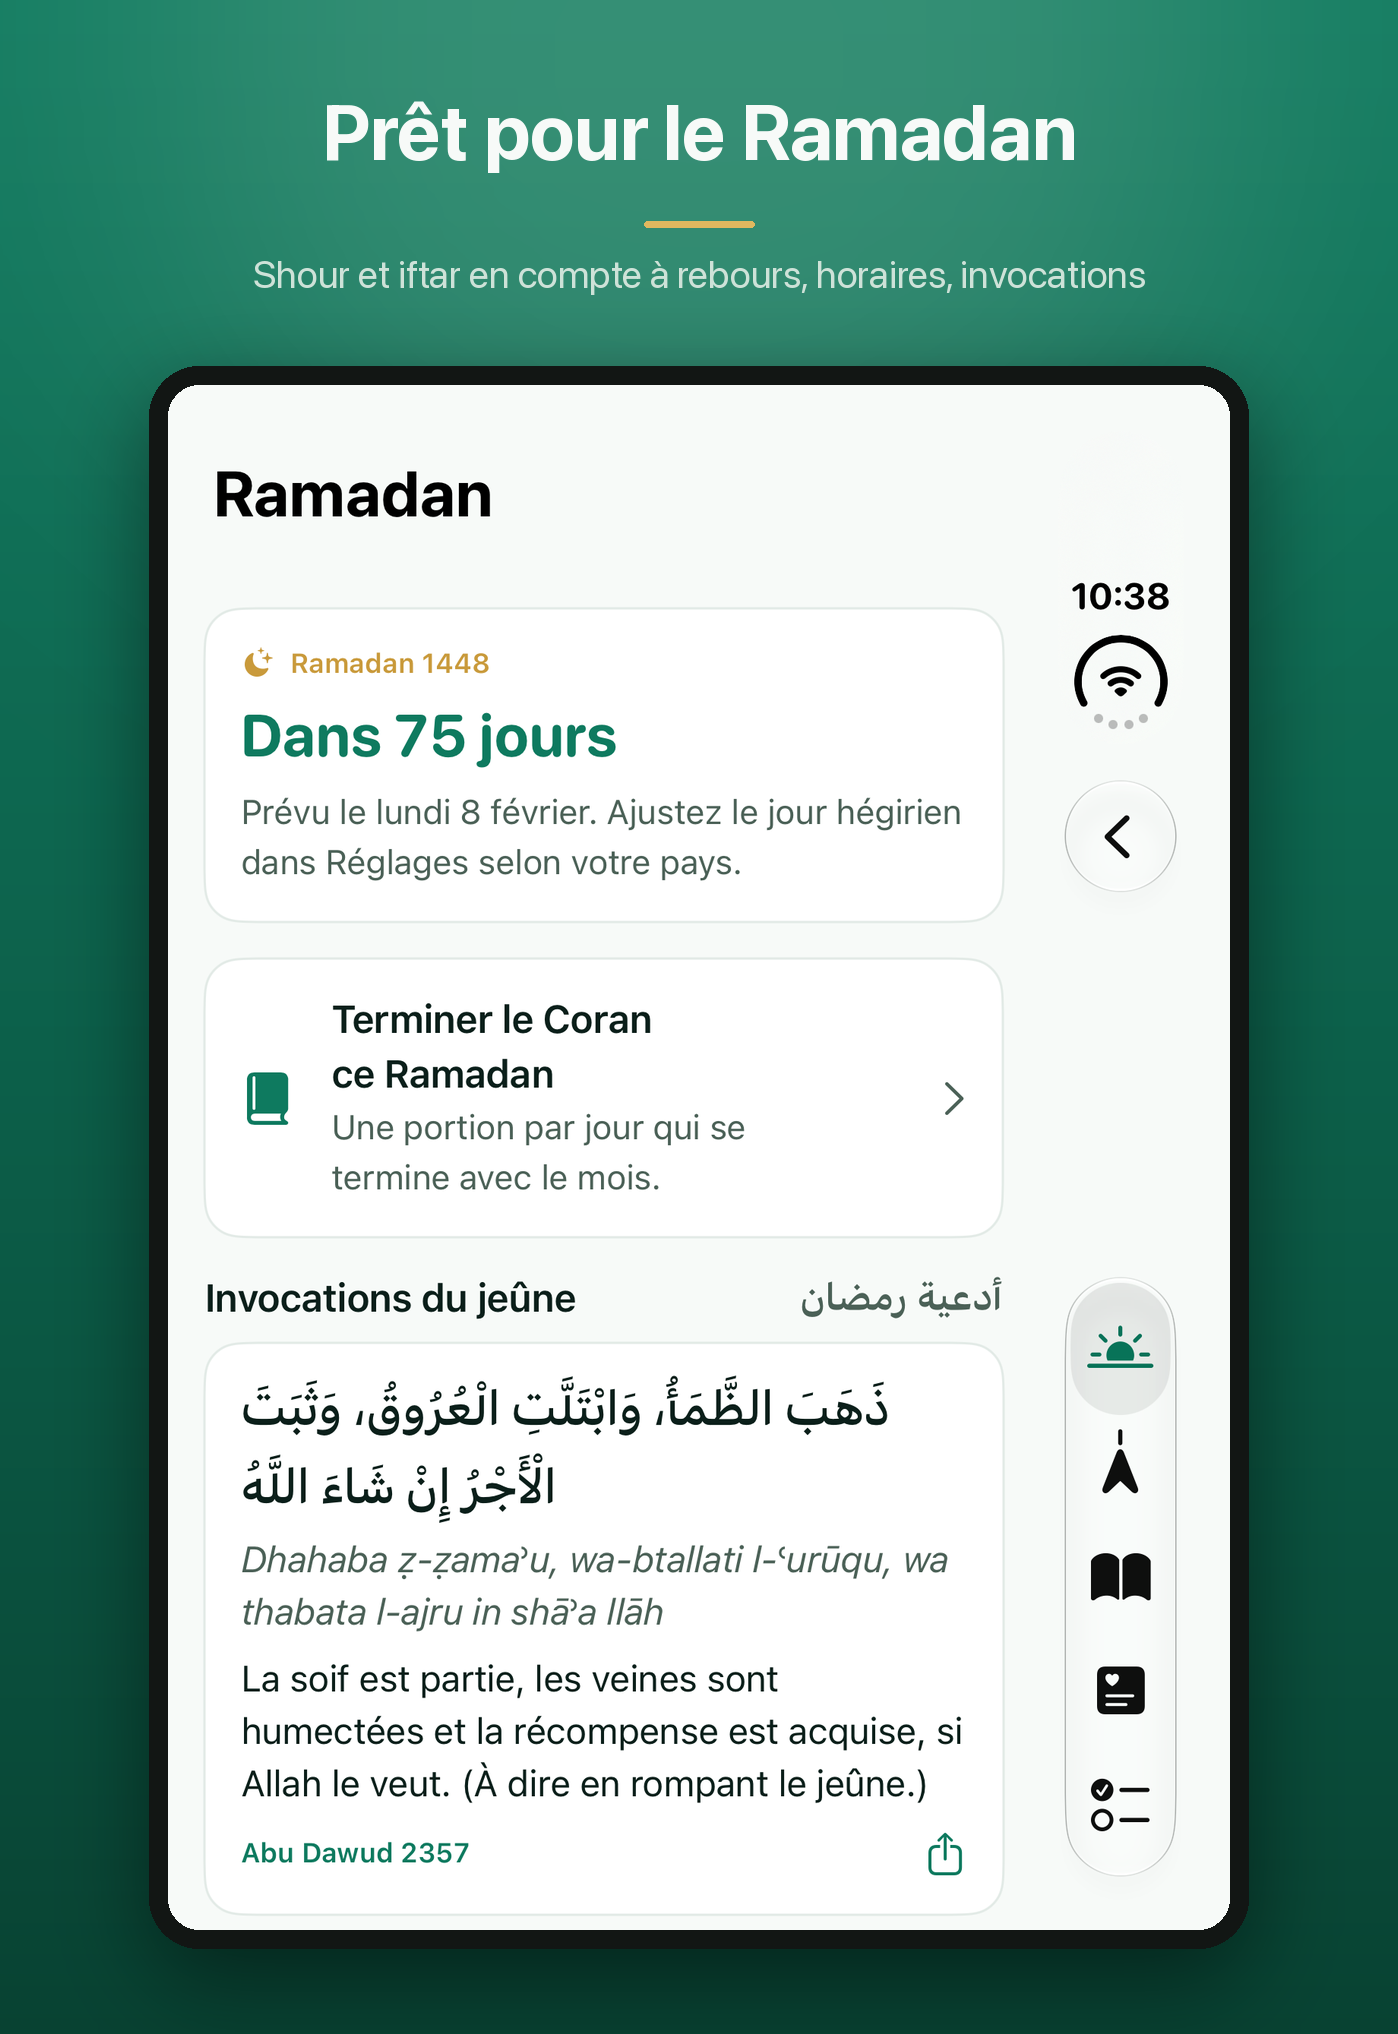 Prêt pour le Ramadan
Shour et iftar en compte à rebours, horaires, invocations
Ramadan
10:38
Ramadan 1448
Dans 75 jours
Prévu le lundi 8 février. Ajustez le jour hégirien
dans Réglages selon votre pays.
Terminer le Coran
ce Ramadan
Une portion par jour qui se
termine avec le mois.
Invocations du jeûne
أدعية رمضان
ذَهَبَ الظَّمَأُ، وَابْتَلَّتِ الْعُرُوقُ، وَثَبَتَ
الْأَجْرُ إِنْ شَاءَ اللَّهُ
Dhahaba ẓ-ẓamaʾu, wa-btallati l-ʿurūqu, wa
thabata l-ajru in shāʾa llāh
La soif est partie, les veines sont
humectées et la récompense est acquise, si
Allah le veut. (À dire en rompant le jeûne.)
Abu Dawud 2357